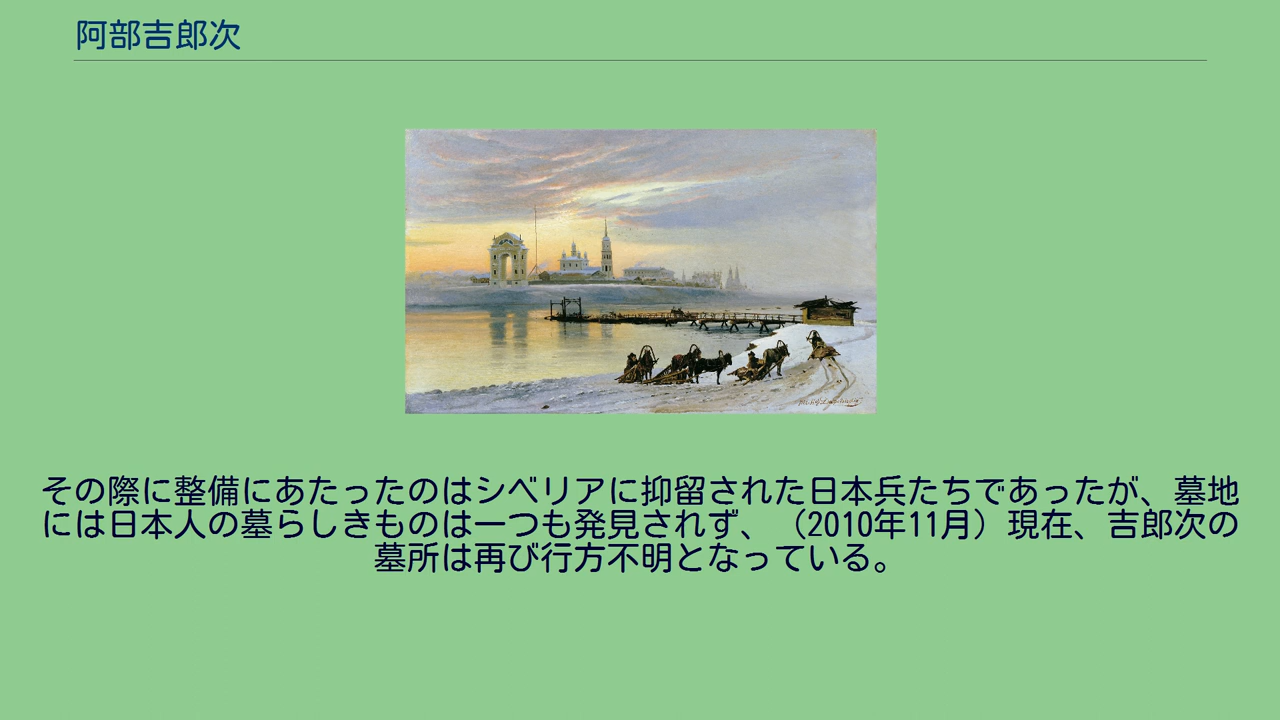 阿部吉郎次
その際に整備にあたったのはシベリアに抑留された日本兵たちであったが、墓地
には日本人の墓らしきものは一つも発見されず、（2010年11月）現在、吉郎次の
墓所は再び行方不明となっている。